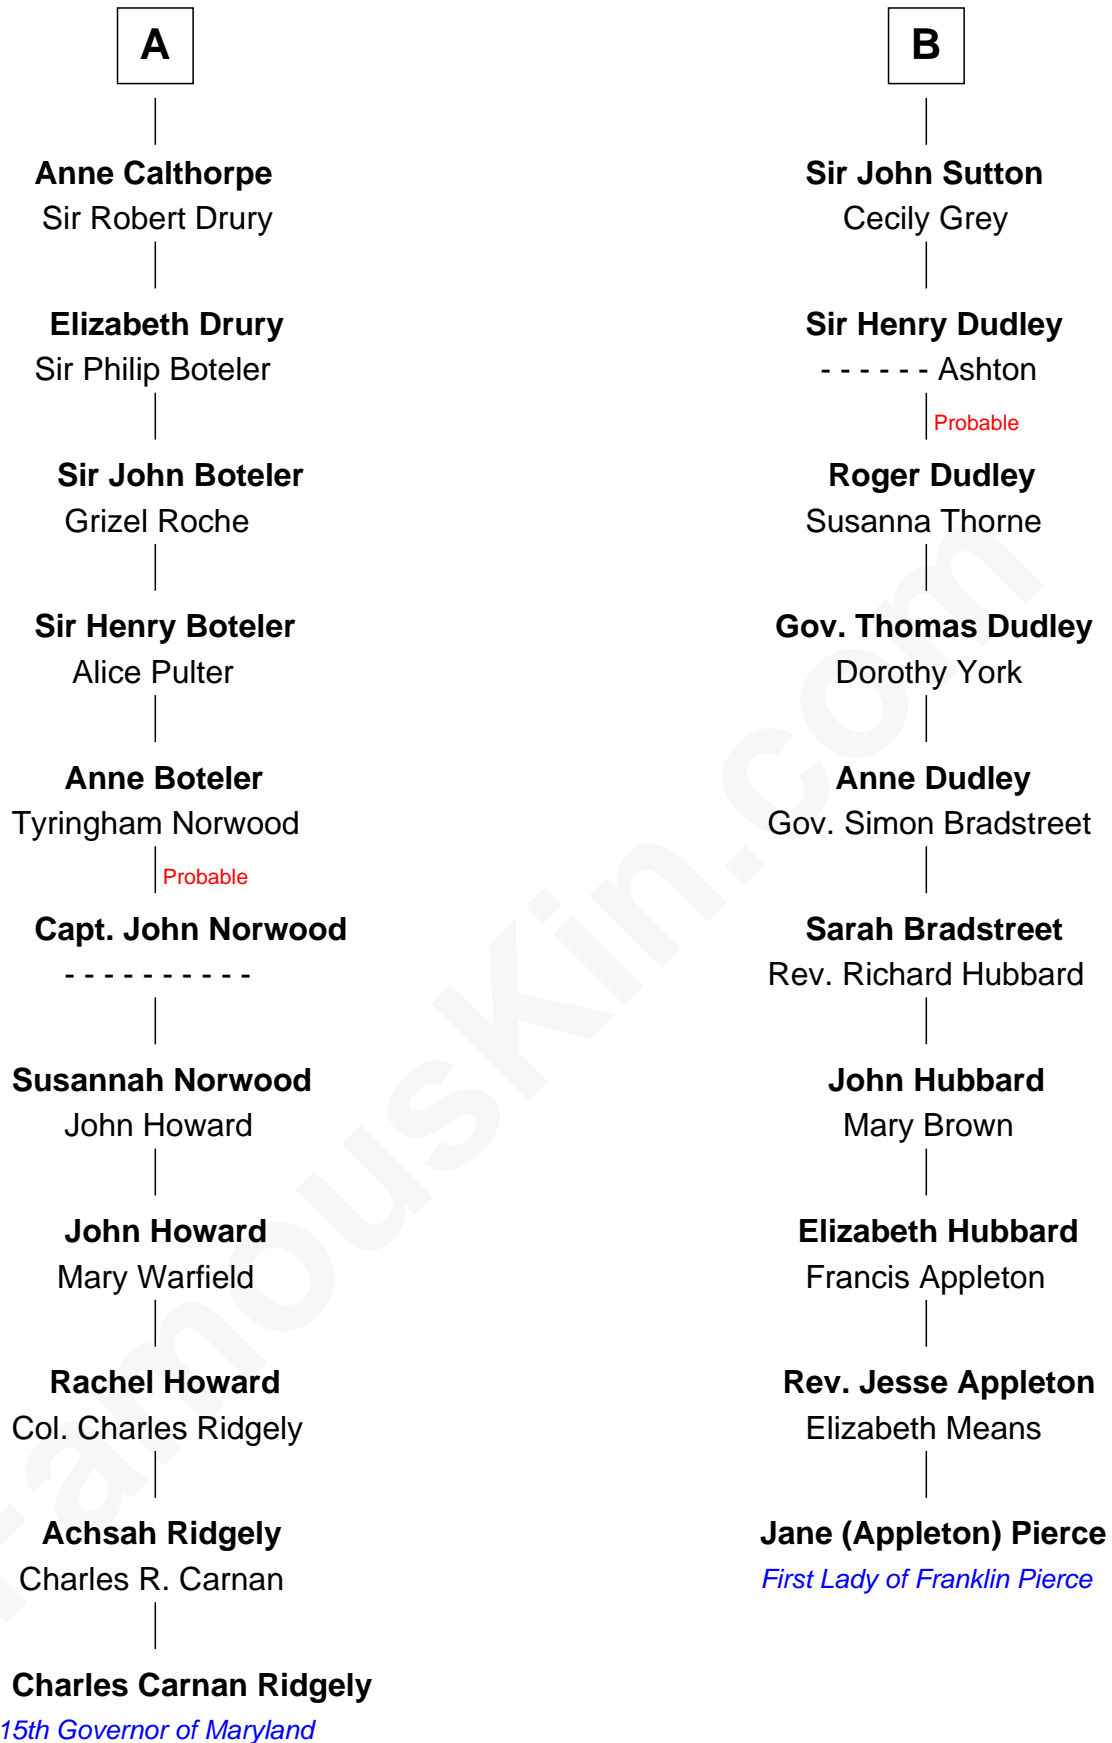 A
Anne Calthorpe
Sir Robert Drury
Elizabeth Drury
Sir Philip Boteler
Sir John Boteler
Grizel Roche
Sir Henry Boteler
Alice Pulter
Anne Boteler
Tyringham Norwood
Probable
Capt. John Norwood
- - - - - - - - - -
Susannah Norwood
John Howard
John Howard
Mary Warfield
Rachel Howard
Col. Charles Ridgely
Achsah Ridgely
Charles R. Carnan
Charles Carnan Ridgely
15th Governor of Maryland
B
Sir John Sutton
Cecily Grey
Sir Henry Dudley
- - - - - - Ashton
Probable
Roger Dudley
Susanna Thorne
Gov. Thomas Dudley
Dorothy York
Anne Dudley
Gov. Simon Bradstreet
Sarah Bradstreet
Rev. Richard Hubbard
John Hubbard
Mary Brown
Elizabeth Hubbard
Francis Appleton
Rev. Jesse Appleton
Elizabeth Means
Jane (Appleton) Pierce
First Lady of Franklin Pierce
FamousKin.com